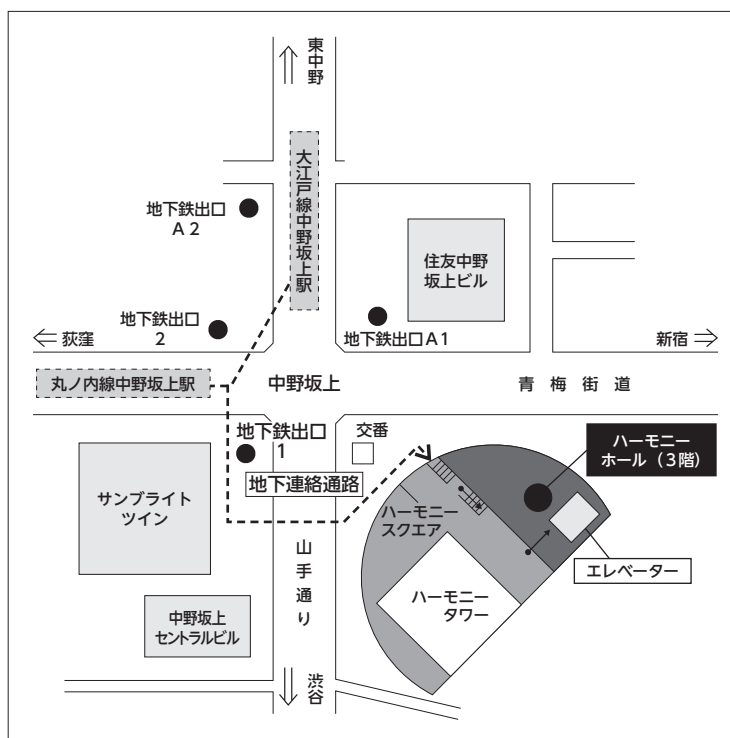 東中野
大江戸線中野坂上駅
地下鉄出口
A 2
住友中野
坂上ビル
地下鉄出口
2
地下鉄出口A1
荻窪
新宿
丸ノ内線中野坂上駅
中野坂上
青梅街道
地下鉄出口
1
交番
ハーモニー
ホール（3階）
地下連絡通路
サンブライト
ツイン
ハーモニー
スクエア
エレベーター
山手通り
ハーモニー
タワー
中野坂上
セントラルビル
渋谷